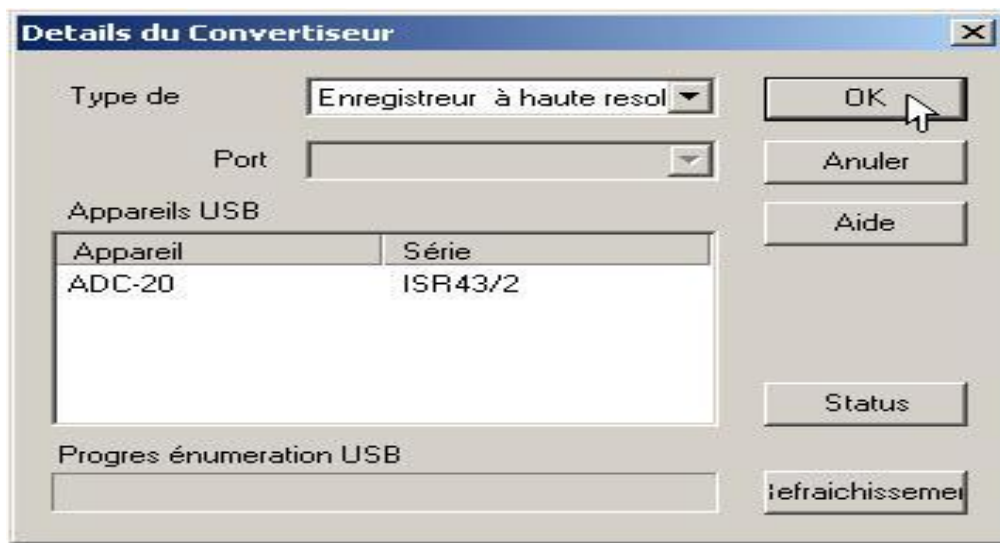 Details du Convertiseur
Type de
Enregistreur à haute resol
OK
Port
Anuler
Appareils USB
Aide
Appareil Série
ADC-20 ISR43/2
Status
Progres énumeration USB
lefraichissemen